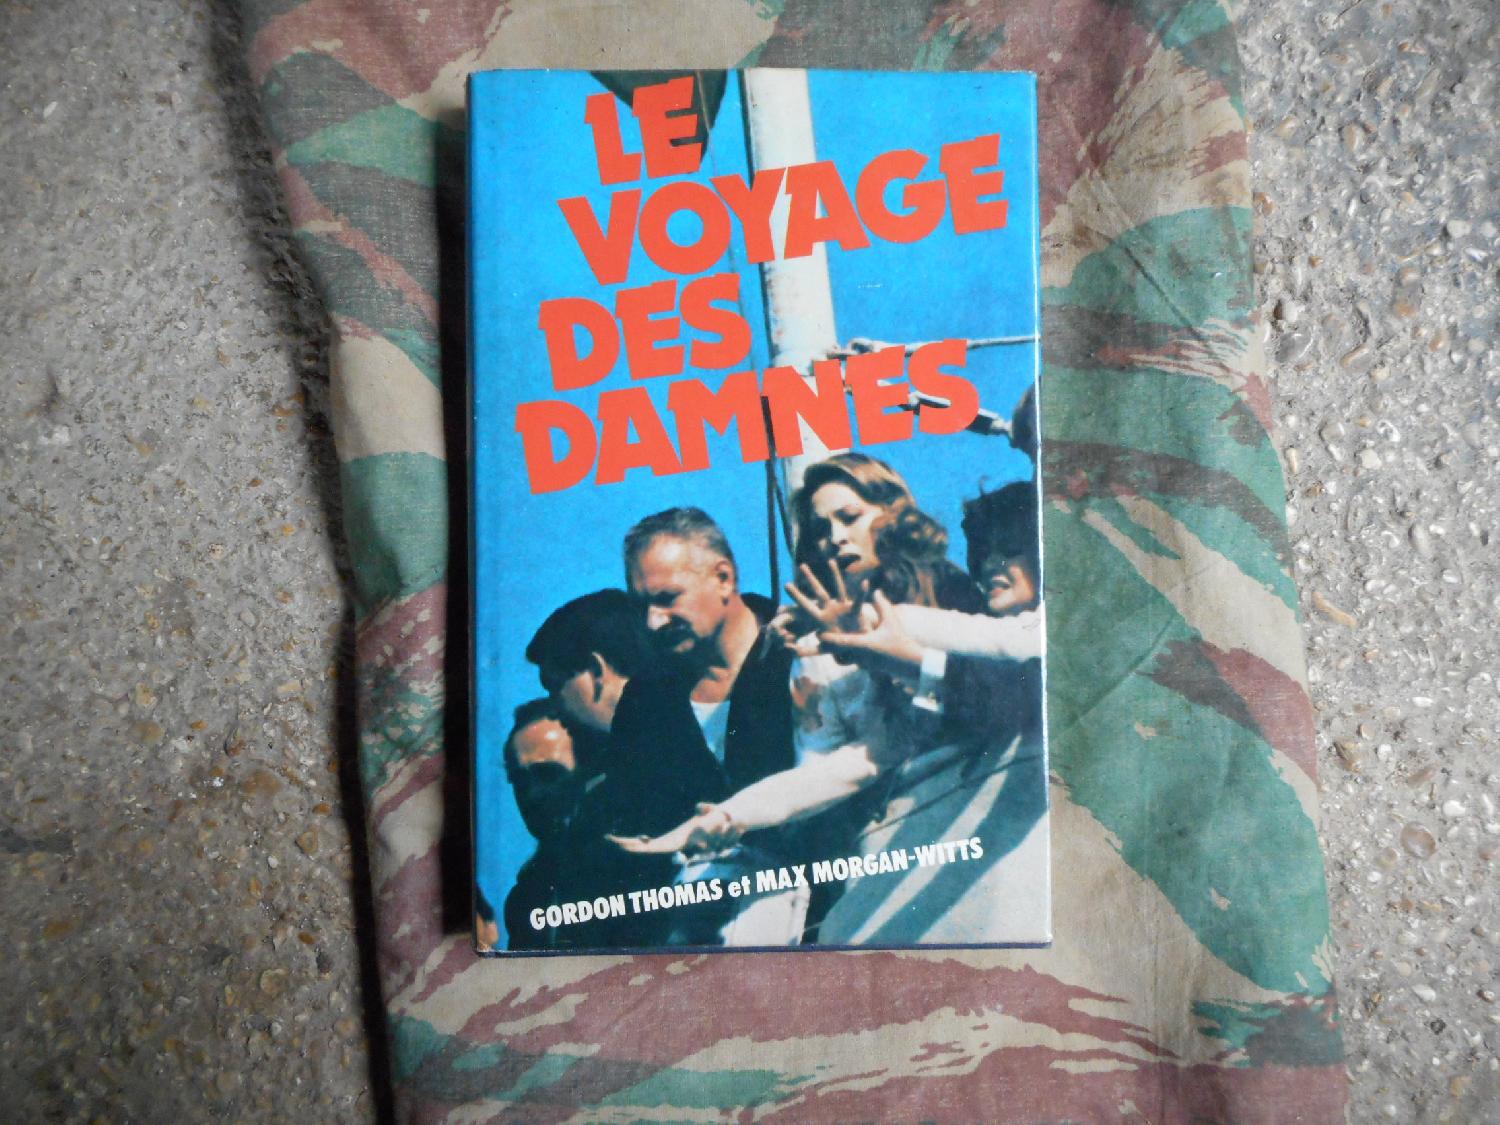 LE
VOYAGE
DES
DAMNES
GORDON THOMAS et MAX MORGAN-WITTS